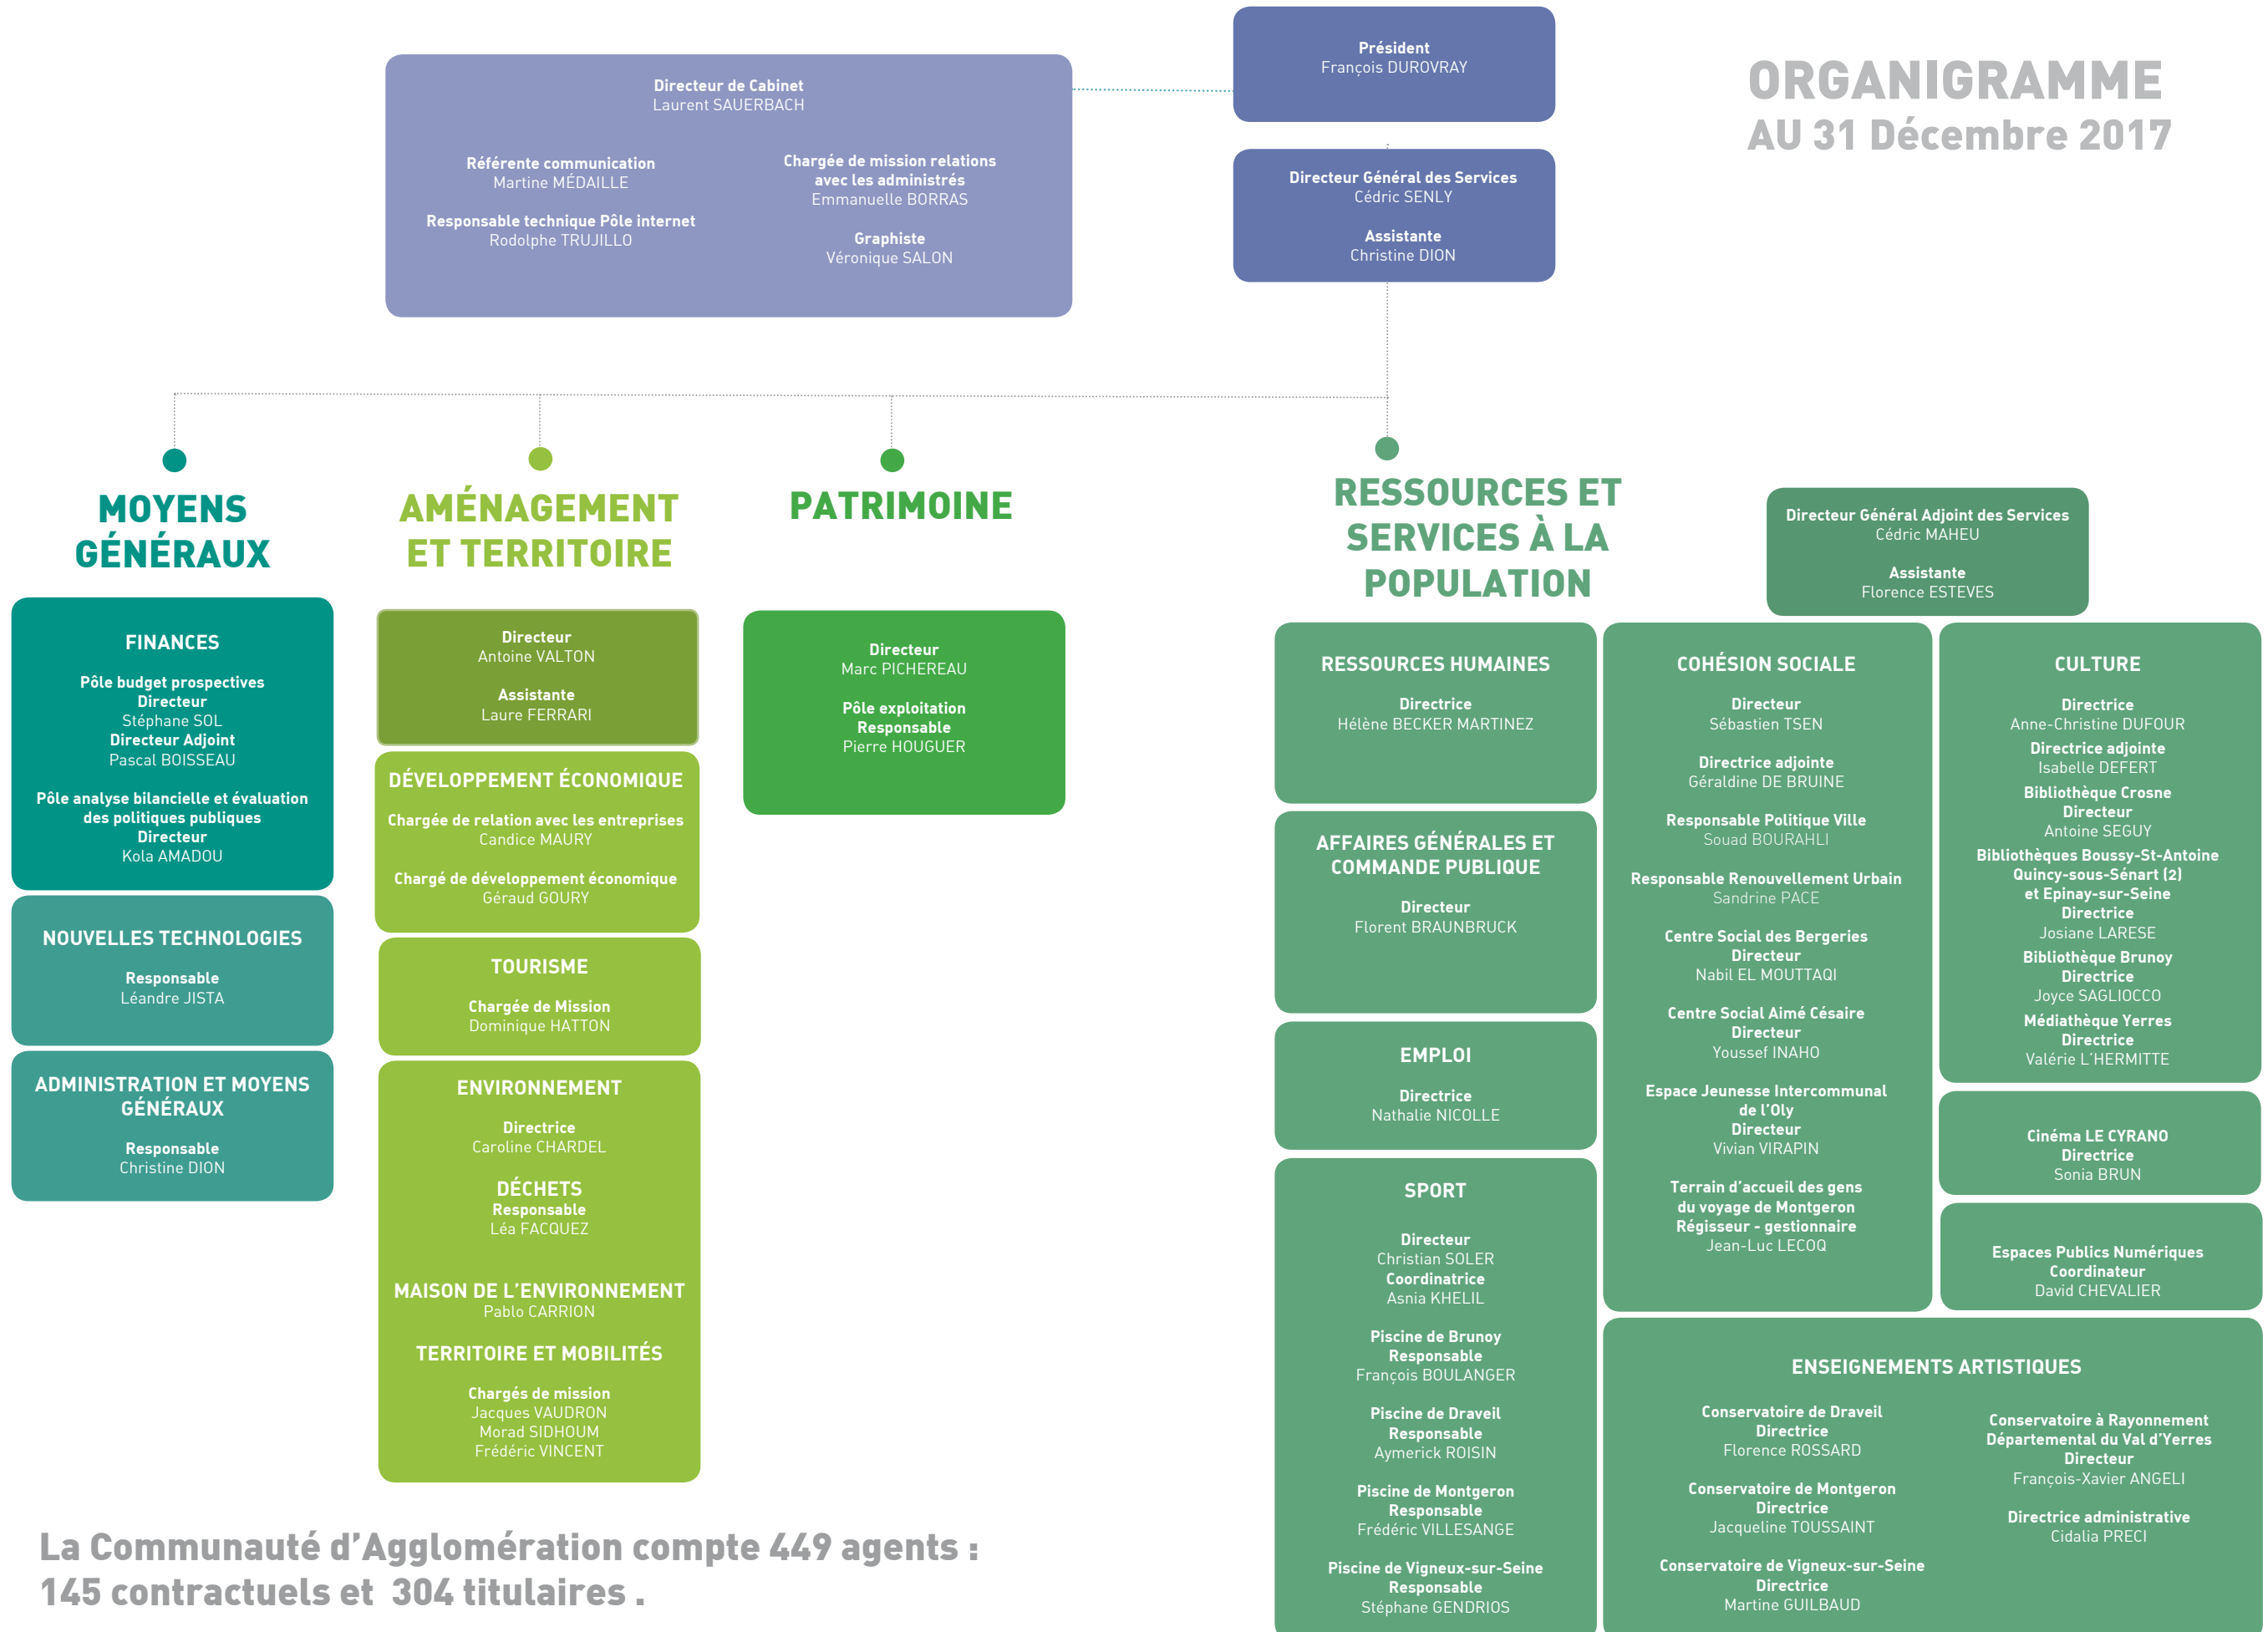 ORGANIGRAMME
AU 31 Décembre 2017
Président
François DUROVRAY
Directeur de Cabinet
Laurent SAUERBACH
Référente communication
Martine MÉDAILLE
Responsable technique Pôle internet
Rodolphe TRUJILLO
Chargée de mission relations
avec les administrés
Emmanuelle BORRAS
Graphiste
Véronique SALON
Directeur Général des Services
Cédric SENLY
Assistante
Christine DION
MOYENS
GÉNÉRAUX
FINANCES
Pôle budget prospectives
Directeur
Stéphane SOL
Directeur Adjoint
Pascal BOISSEAU
Pôle analyse bilancielle et évaluation
des politiques publiques
Directeur
Kola AMADOU
NOUVELLES TECHNOLOGIES
Responsable
Léandre JISTA
ADMINISTRATION ET MOYENS
GÉNÉRAUX
Responsable
Christine DION
AMÉNAGEMENT
ET TERRITOIRE
Directeur
Antoine VALTON
Assistante
Laure FERRARI
DÉVELOPPEMENT ÉCONOMIQUE
Chargée de relation avec les entreprises
Candice MAURY
Chargé de développement économique
Géraud GOURY
TOURISME
Chargée de Mission
Dominique HATTON
ENVIRONNEMENT
Directrice
Caroline CHARDEL
DÉCHETS
Responsable
Léa FACQUEZ
MAISON DE L'ENVIRONNEMENT
Pablo CARRION
TERRITOIRE ET MOBILITÉS
Chargés de mission
Jacques VAUDRON
Morad SIDHOUM
Frédéric VINCENT
PATRIMOINE
Directeur
Marc PICHEREAU
Pôle exploitation
Responsable
Pierre HOUGUER
RESSOURCES ET
SERVICES À LA
POPULATION
Directeur Général Adjoint des Services
Cédric MAHEU
Assistante
Florence ESTEVES
RESSOURCES HUMAINES
Directrice
Hélène BECKER MARTINEZ
AFFAIRES GÉNÉRALES ET
COMMANDE PUBLIQUE
Directeur
Florent BRAUNBRUCK
EMPLOI
Directrice
Nathalie NICOLLE
SPORT
Directeur
Christian SOLER
Coordinatrice
Asnia KHELIL
Piscine de Brunoy
Responsable
François BOULANGER
Piscine de Draveil
Responsable
Aymerick ROISIN
Piscine de Montgeron
Responsable
Frédéric VILLESANGE
Piscine de Vigneux-sur-Seine
Responsable
Stéphane GENDRIOS
COHÉSION SOCIALE
Directeur
Sébastien TSEN
Directrice adjointe
Géraldine DE BRUINE
Responsable Politique Ville
Souad BOURAHLI
Responsable Renouvellement Urbain
Sandrine PACE
Centre Social des Bergeries
Directeur
Nabil EL MOUTTAQI
Centre Social Aimé Césaire
Directeur
Youssef INAHO
Espace Jeunesse Intercommunal
de l'Oly
Directeur
Vivian VIRAPIN
Terrain d'accueil des gens
du voyage de Montgeron
Régisseur - gestionnaire
Jean-Luc LECOQ
CULTURE
Directrice
Anne-Christine DUFOUR
Directrice adjointe
Isabelle DEFERT
Bibliothèque Crosne
Directeur
Antoine SEGUY
Bibliothèques Boussy-St-Antoine
Quincy-sous-Sénart (2)
et Epinay-sur-Seine
Directrice
Josiane LARESE
Bibliothèque Brunoy
Directrice
Joyce SAGLIOCCO
Médiathèque Yerres
Directrice
Valérie L'HERMITTE
Cinéma LE CYRANO
Directrice
Sonia BRUN
Espaces Publics Numériques
Coordinateur
David CHEVALIER
ENSEIGNEMENTS ARTISTIQUES
Conservatoire de Draveil
Directrice
Florence ROSSARD
Conservatoire de Montgeron
Directrice
Jacqueline TOUSSAINT
Conservatoire de Vigneux-sur-Seine
Directrice
Martine GUILBAUD
Conservatoire à Rayonnement
Départemental du Val d'Yerres
Directeur
François-Xavier ANGELI
Directrice administrative
Cidalia PRECI
La Communauté d'Agglomération compte 449 agents :
145 contractuels et 304 titulaires .